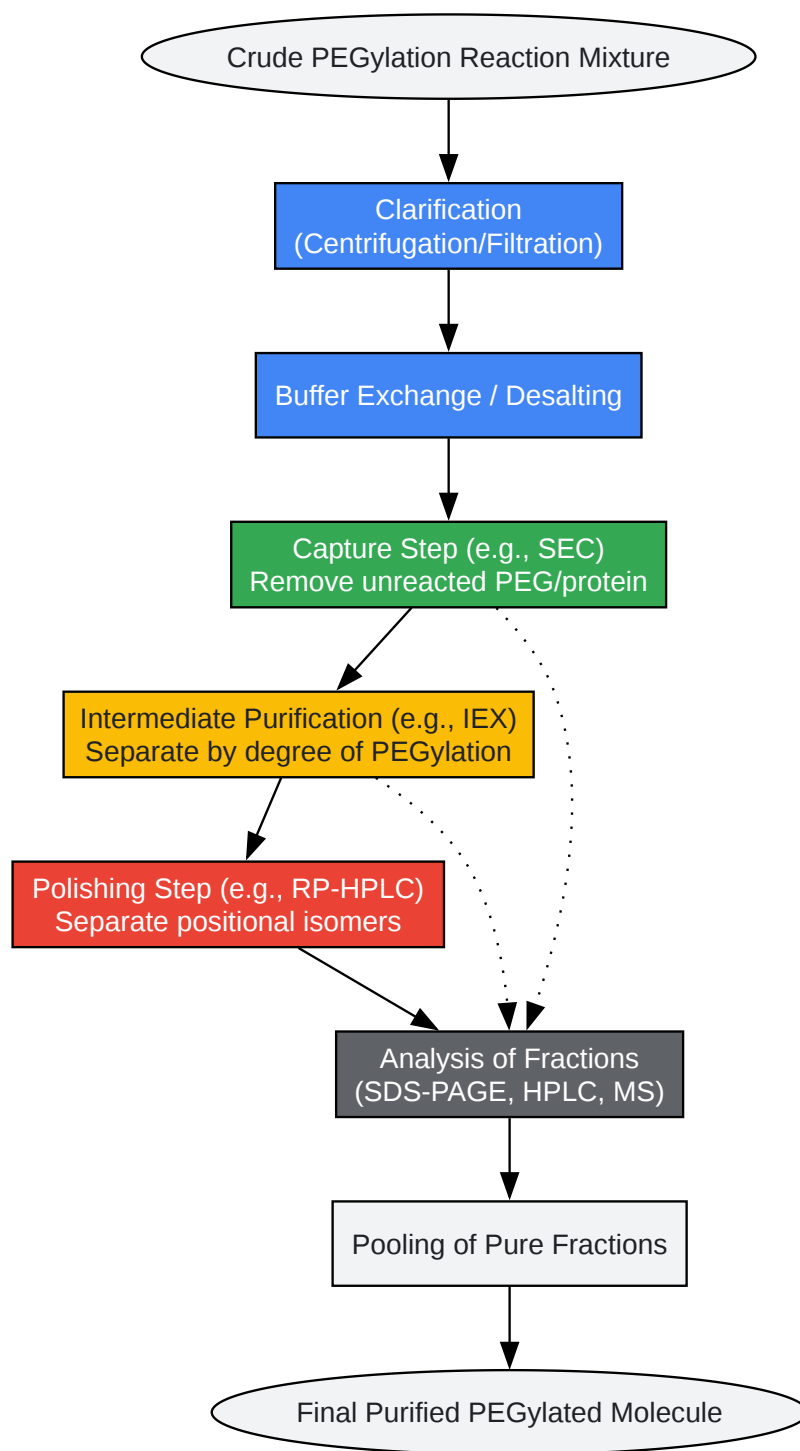 Crude PEGylation Reaction Mixture
Clarification
(Centrifugation/Filtration)
Buffer Exchange / Desalting
Capture Step (e.g., SEC)
Remove unreacted PEG/protein
Intermediate Purification (e.g., IEX)
Separate by degree of PEGylation
Polishing Step (e.g., RP-HPLC)
Separate positional isomers
Analysis of Fractions
(SDS-PAGE, HPLC, MS)
Pooling of Pure Fractions
Final Purified PEGylated Molecule